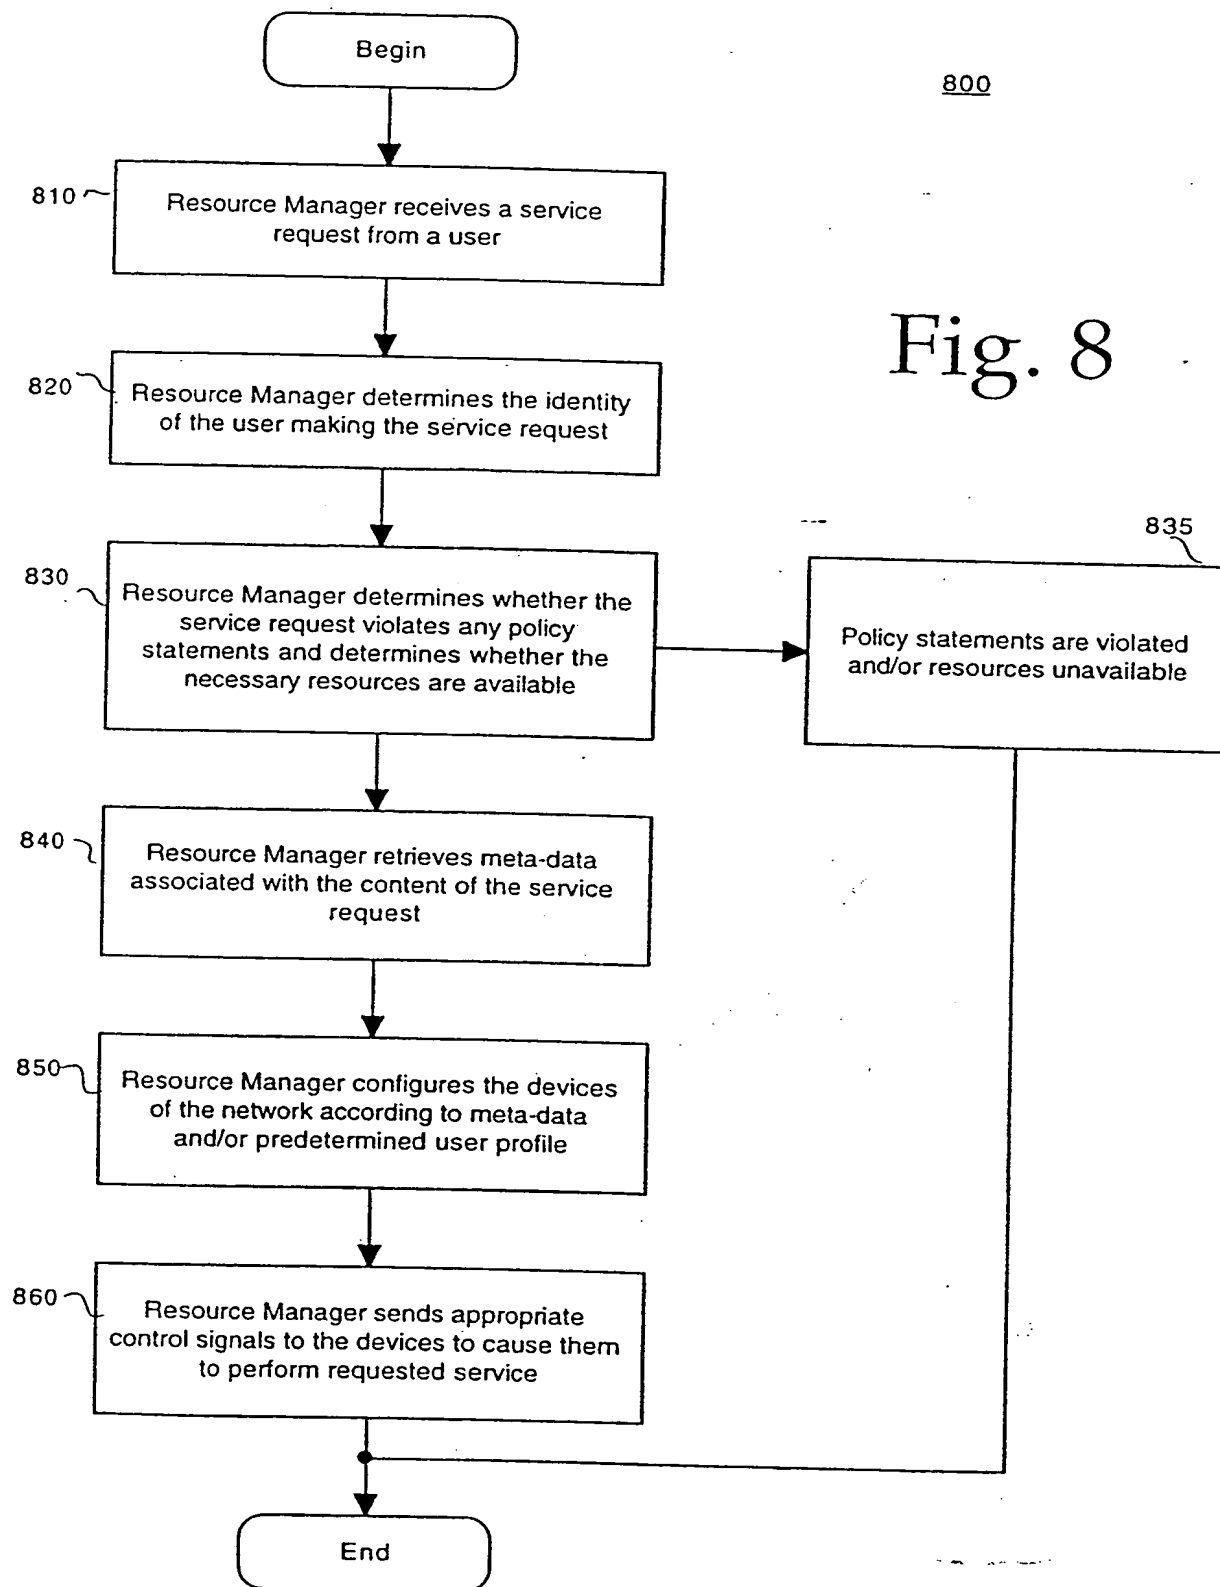 Begin
800
810
Resource Manager receives a service
request from a user
Fig. 8
820
Resource Manager determines the identity
of the user making the service request
830
Resource Manager determines whether the
service request violates any policy
statements and determines whether the
necessary resources are available
835
Policy statements are violated
and/or resources unavailable
840
Resource Manager retrieves meta-data
associated with the content of the service
request
850
Resource Manager configures the devices
of the network according to meta-data
and/or predetermined user profile
860
Resource Manager sends appropriate
control signals to the devices to cause them
to perform requested service
End